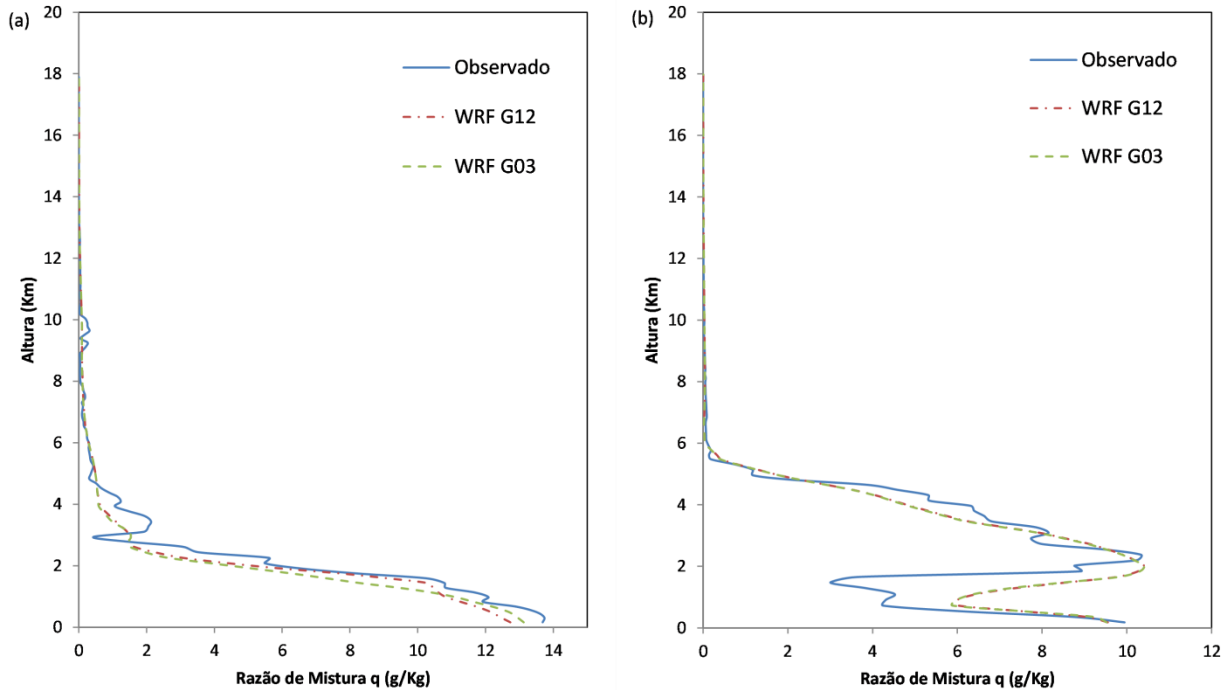 (a)
20
18
16
14
12
10
8
6
4
2
0
Altura (Km)
0 2 4 6 8 10 12 14
Razão de Mistura q (g/Kg)
Observado
WRF G12
WRF G03
(b)
20
18
16
14
12
10
8
6
4
2
0
Altura (Km)
0 2 4 6 8 10 12
Razão de Mistura q (g/Kg)
Observado
WRF G12
WRF G03